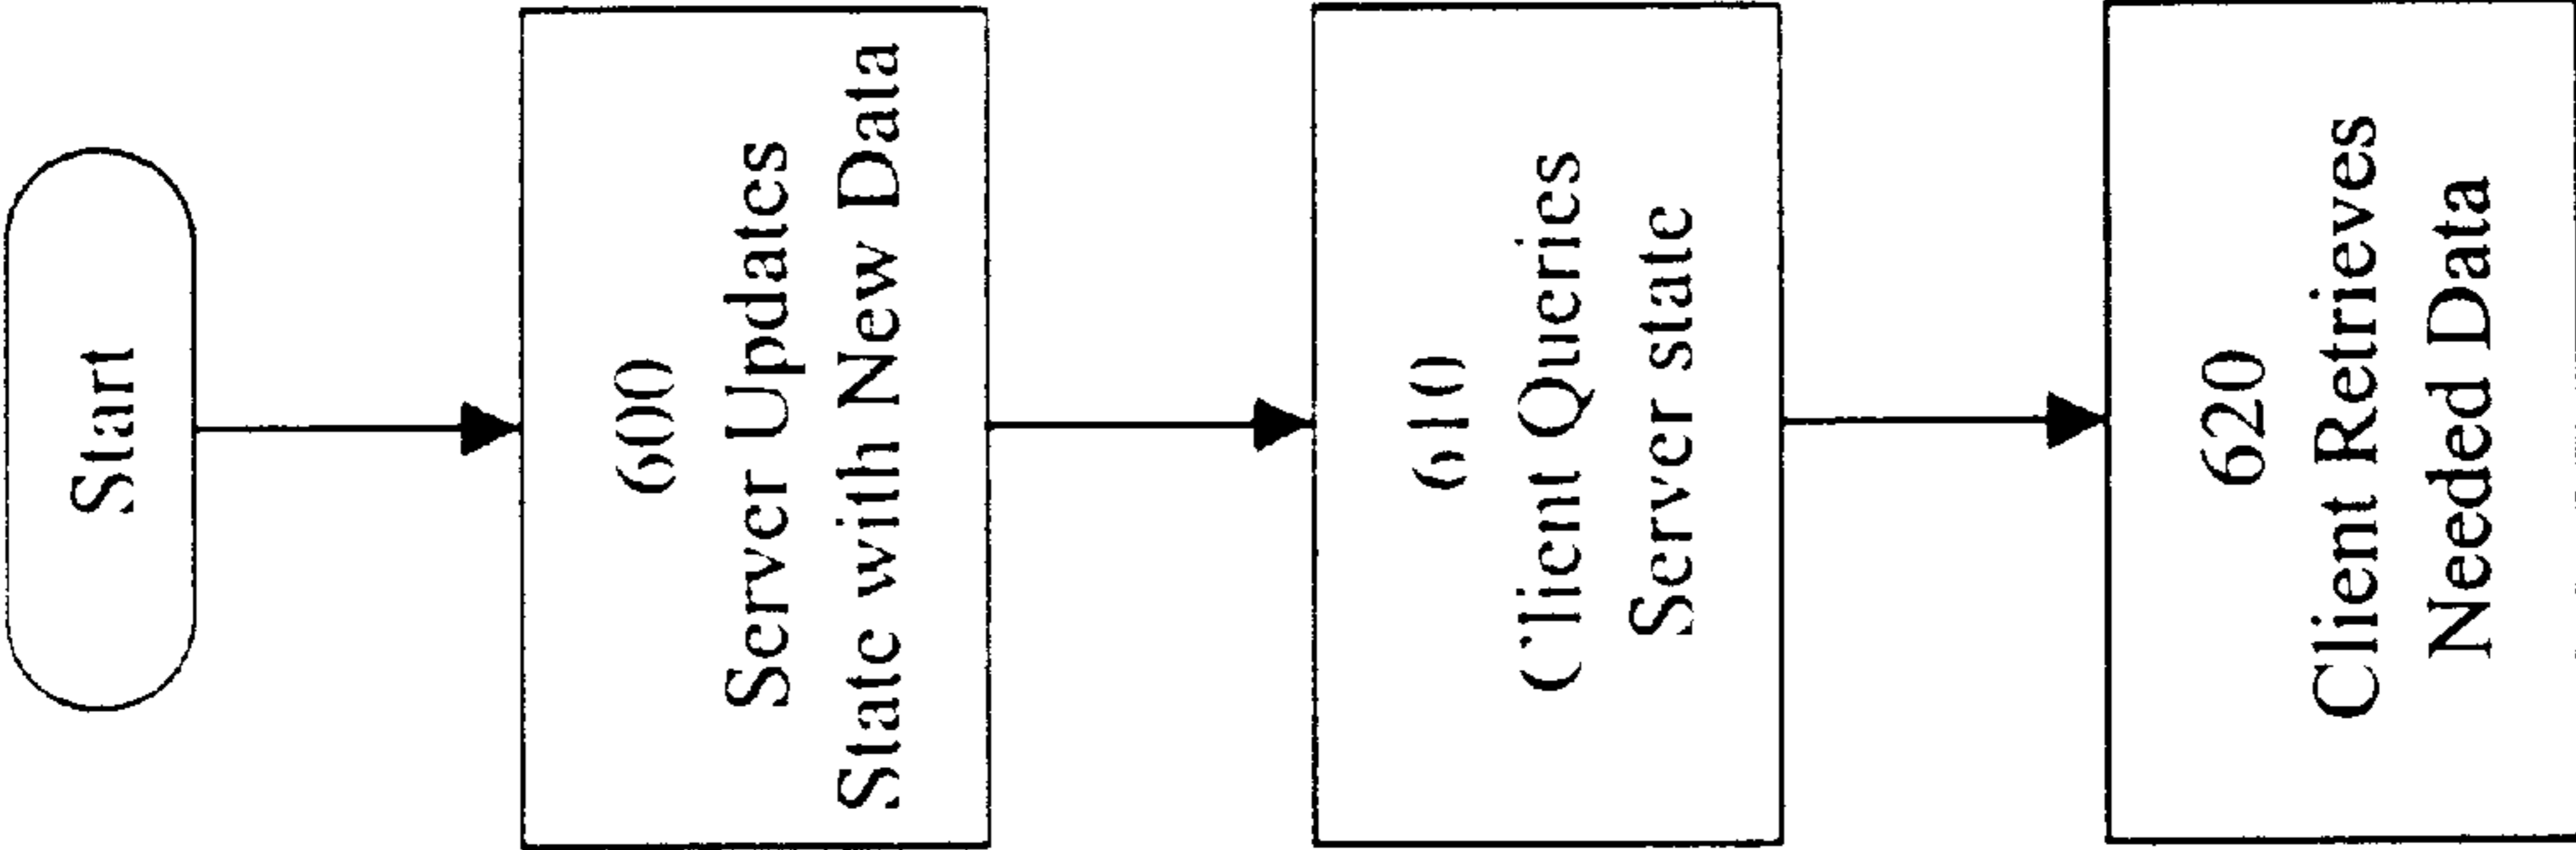 Start
600
Server Updates
State with New Data
610
Client Queries
Server state
620
Client Retrieves
Needed Data